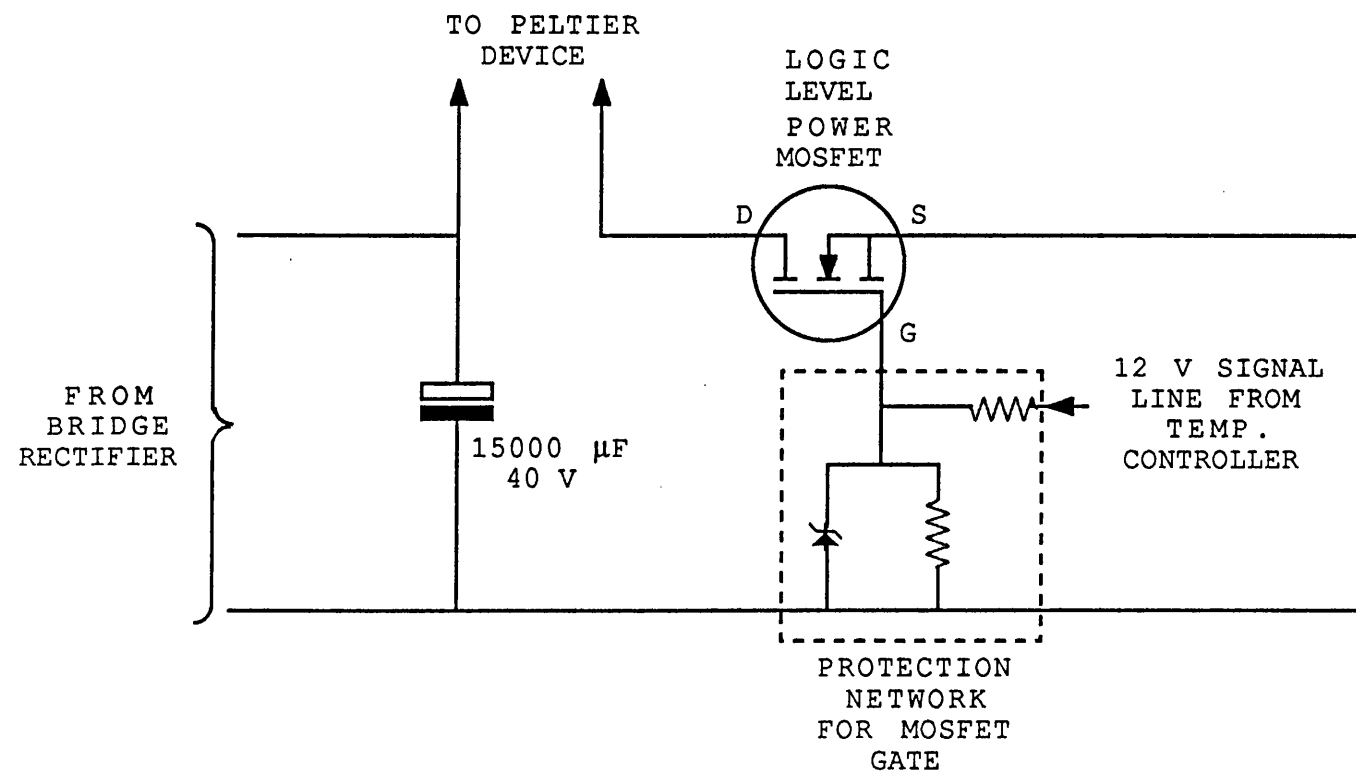 TO PELTIER
DEVICE
LOGIC
LEVEL
POWER
MOSFET
D
S
G
FROM
BRIDGE
RECTIFIER
15000 μF
40 V
12 V SIGNAL
LINE FROM
TEMP.
CONTROLLER
PROTECTION
NETWORK
FOR MOSFET
GATE